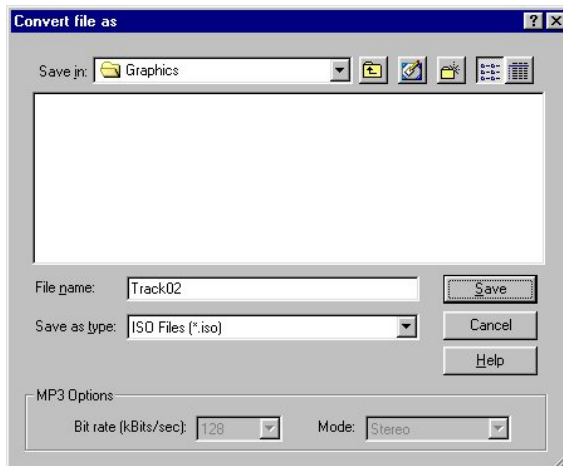 Convert file as
Save in: Graphics
File name: Track02 Save
Save as type: ISO Files (*.iso) Cancel
Help
MP3 Options
Bit rate (kBits/sec): 128 Mode: Stereo